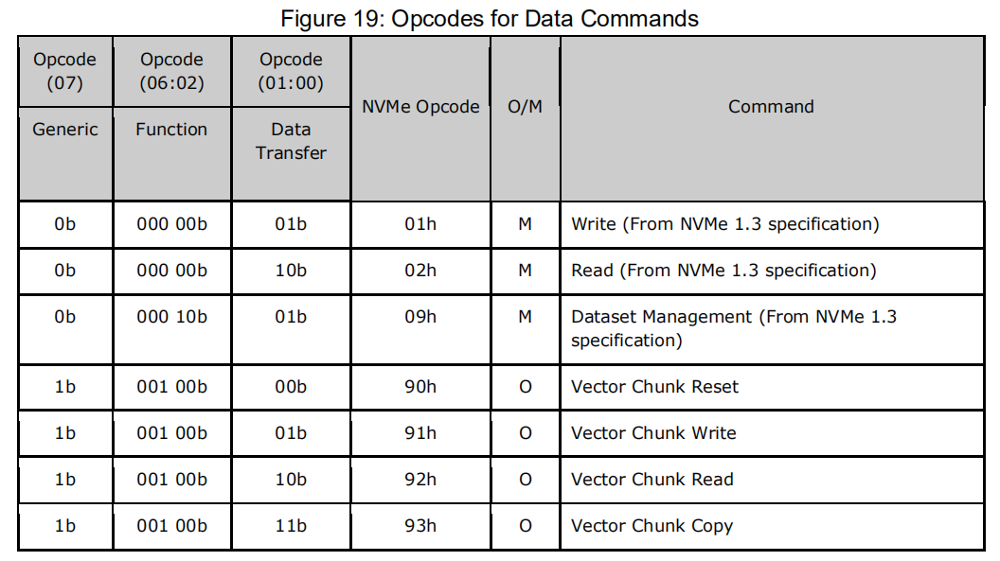 Figure 19: Opcodes for Data Commands
Opcode (07) Opcode (06:02) Opcode (01:00) NVMe Opcode O/M Command
Generic Function Data Transfer
0b 000 00b 01b 01h M Write (From NVMe 1.3 specification)
0b 000 00b 10b 02h M Read (From NVMe 1.3 specification)
0b 000 10b 01b 09h M Dataset Management (From NVMe 1.3
specification)
1b 001 00b 00b 90h O Vector Chunk Reset
1b 001 00b 01b 91h O Vector Chunk Write
1b 001 00b 10b 92h O Vector Chunk Read
1b 001 00b 11b 93h O Vector Chunk Copy